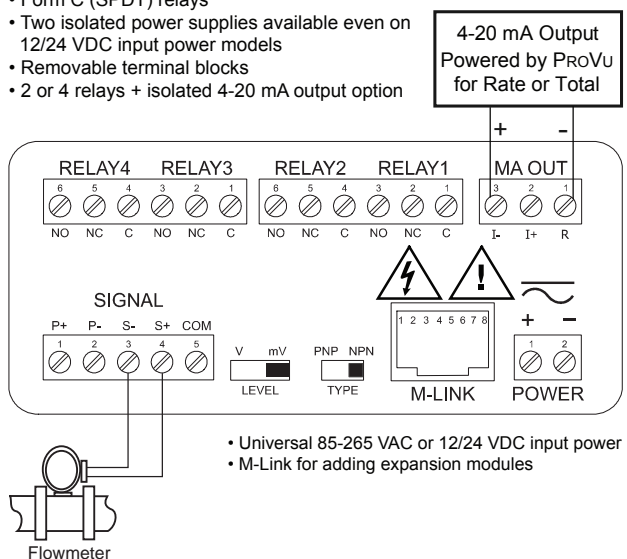 • Form C (SPDT) relays
• Two isolated power supplies available even on
12/24 VDC input power models
• Removable terminal blocks
• 2 or 4 relays + isolated 4-20 mA output option
4-20 mA Output
Powered by PROVU
for Rate or Total
+ -
RELAY4 RELAY3 RELAY2 RELAY1 MA OUT
6 5 4 3 2 1 6 5 4 3 2 1 3 2 1
NO NC C NO NC C NO NC C NO NC C I- I+ R
SIGNAL
P+ P- S- S+ COM
1 2 3 4 5
V mV
LEVEL
PNP NPN
TYPE
1 2 3 4 5 6 7 8
M-LINK
+ −
1 2
POWER
• Universal 85-265 VAC or 12/24 VDC input power
• M-Link for adding expansion modules
Flowmeter